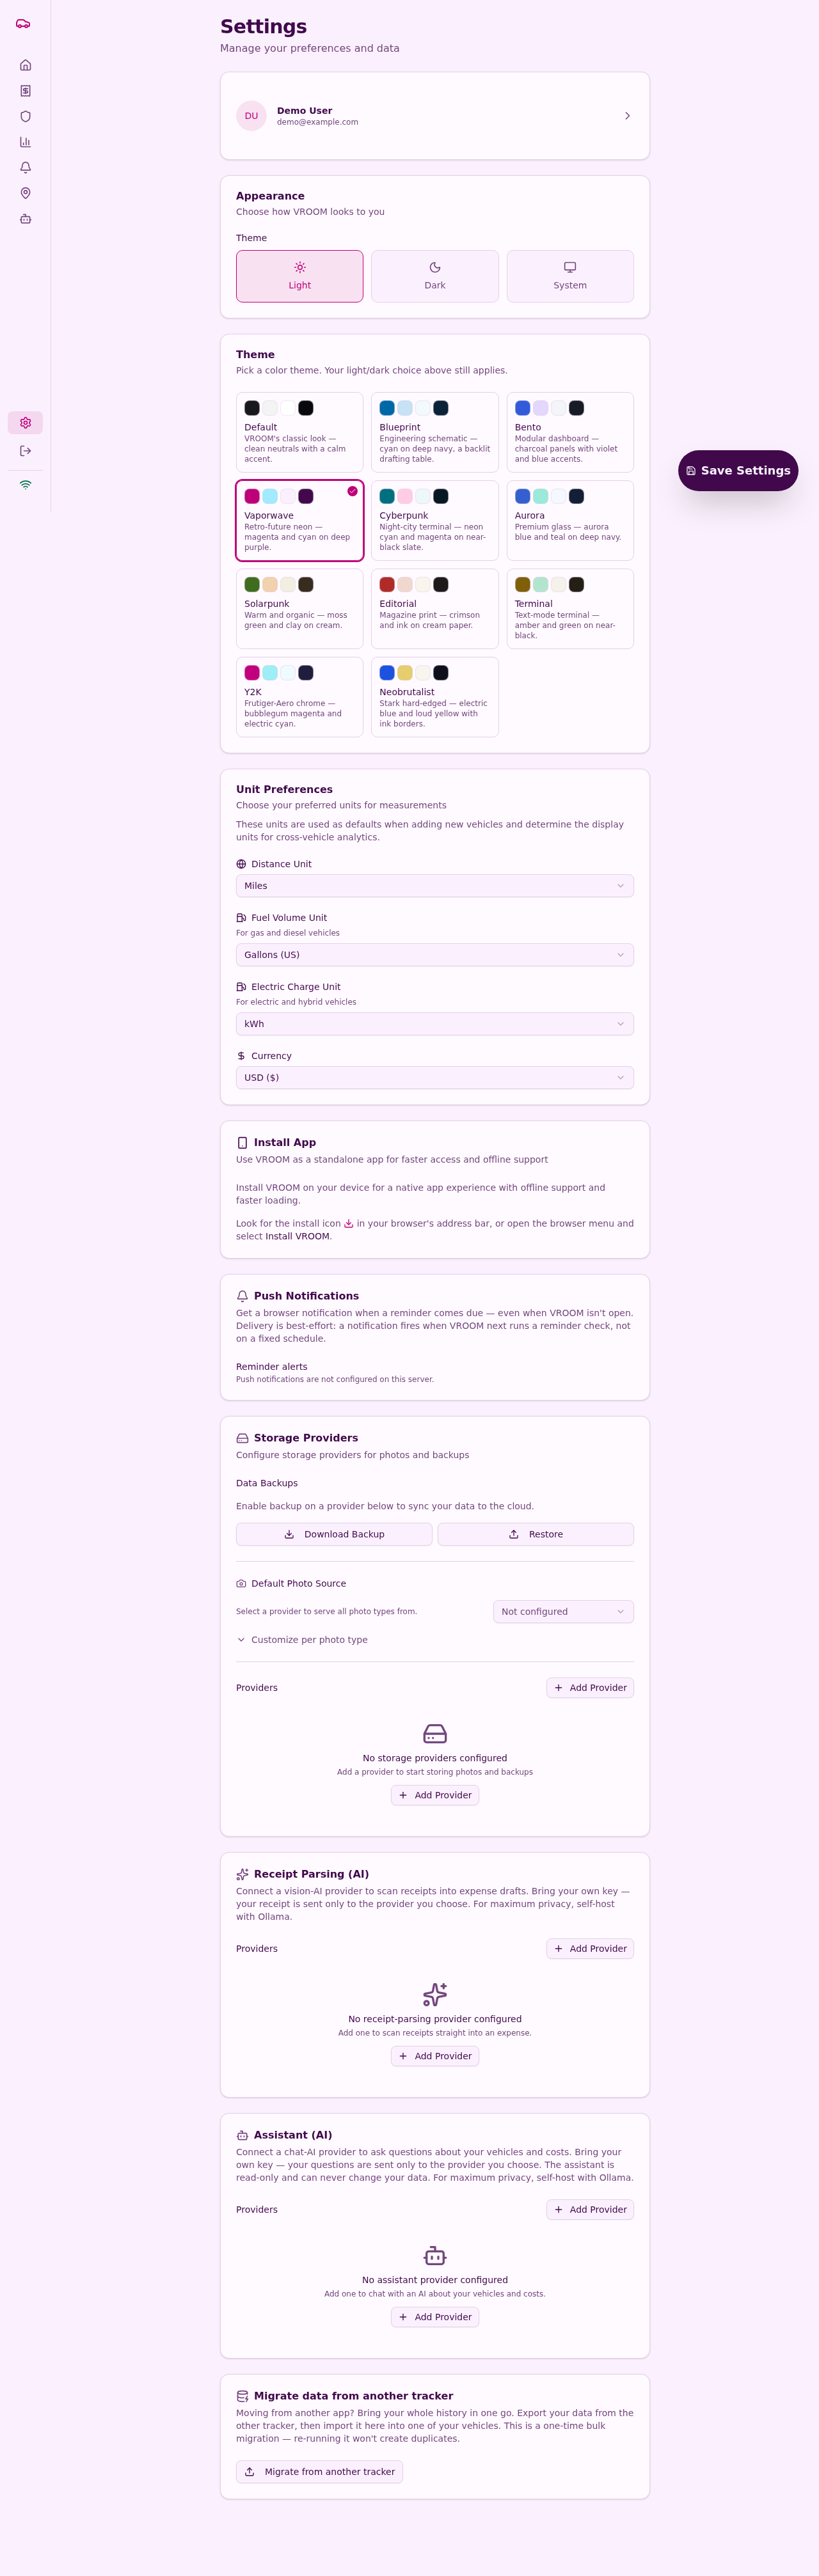 Settings
Manage your preferences and data
DU
Demo User
demo@example.com
Appearance
Choose how VROOM looks to you
Theme
Light
Dark
System
Theme
Pick a color theme. Your light/dark choice above still applies.
Default
VROOM's classic look —
clean neutrals with a calm
accent.
Blueprint
Engineering schematic —
cyan on deep navy, a backlit
drafting table.
Bento
Modular dashboard —
charcoal panels with violet
and blue accents.
Vaporwave
Retro-future neon —
magenta and cyan on deep
purple.
Cyberpunk
Night-city terminal — neon
cyan and magenta on near-
black slate.
Aurora
Premium glass — aurora
blue and teal on deep navy.
Solarpunk
Warm and organic — moss
green and clay on cream.
Editorial
Magazine print — crimson
and ink on cream paper.
Terminal
Text-mode terminal —
amber and green on near-
black.
Y2K
Frutiger-Aero chrome —
bubblegum magenta and
electric cyan.
Neobrutalist
Stark hard-edged — electric
blue and loud yellow with
ink borders.
Save Settings
Unit Preferences
Choose your preferred units for measurements
These units are used as defaults when adding new vehicles and determine the display
units for cross-vehicle analytics.
Distance Unit
Miles
Fuel Volume Unit
For gas and diesel vehicles
Gallons (US)
Electric Charge Unit
For electric and hybrid vehicles
kWh
Currency
USD ($)
Install App
Use VROOM as a standalone app for faster access and offline support
Install VROOM on your device for a native app experience with offline support and
faster loading.
Look for the install icon in your browser's address bar, or open the browser menu and
select Install VROOM.
Push Notifications
Get a browser notification when a reminder comes due — even when VROOM isn't open.
Delivery is best-effort: a notification fires when VROOM next runs a reminder check, not
on a fixed schedule.
Reminder alerts
Push notifications are not configured on this server.
Storage Providers
Configure storage providers for photos and backups
Data Backups
Enable backup on a provider below to sync your data to the cloud.
Download Backup
Restore
Default Photo Source
Select a provider to serve all photo types from.
Not configured
Customize per photo type
Providers
Add Provider
No storage providers configured
Add a provider to start storing photos and backups
Add Provider
Receipt Parsing (AI)
Connect a vision-AI provider to scan receipts into expense drafts. Bring your own key —
your receipt is sent only to the provider you choose. For maximum privacy, self-host
with Ollama.
Providers
Add Provider
No receipt-parsing provider configured
Add one to scan receipts straight into an expense.
Add Provider
Assistant (AI)
Connect a chat-AI provider to ask questions about your vehicles and costs. Bring your
own key — your questions are sent only to the provider you choose. The assistant is
read-only and can never change your data. For maximum privacy, self-host with Ollama.
Providers
Add Provider
No assistant provider configured
Add one to chat with an AI about your vehicles and costs.
Add Provider
Migrate data from another tracker
Moving from another app? Bring your whole history in one go. Export your data from the
other tracker, then import it here into one of your vehicles. This is a one-time bulk
migration — re-running it won't create duplicates.
Migrate from another tracker